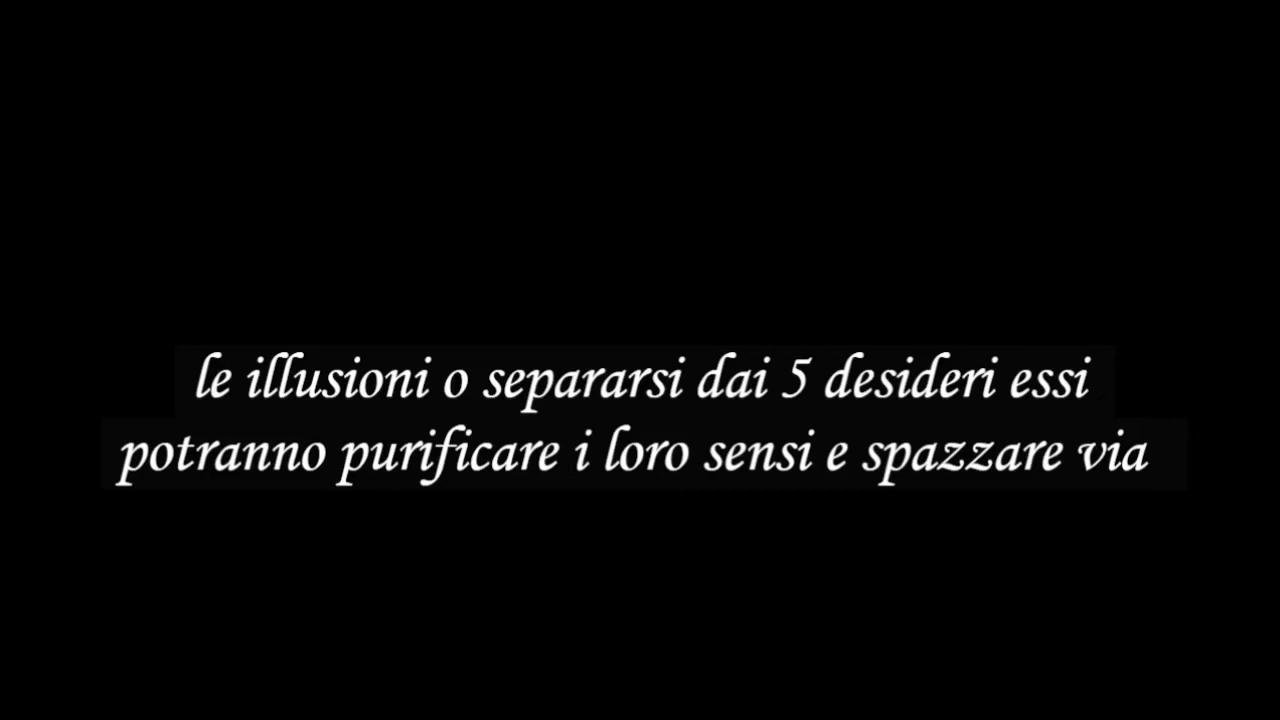 le illusioni o separarsi dai 5 desideri essi
potranno purificare i loro sensi e spazzare via